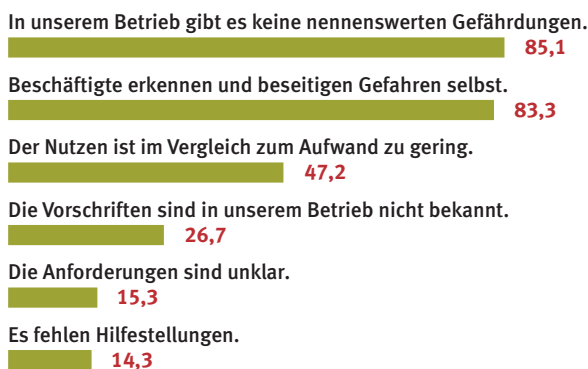 In unserem Betrieb gibt es keine nennenswerten Gefährdungen.
85,1
Beschäftigte erkennen und beseitigen Gefahren selbst.
83,3
Der Nutzen ist im Vergleich zum Aufwand zu gering.
47,2
Die Vorschriften sind in unserem Betrieb nicht bekannt.
26,7
Die Anforderungen sind unklar.
15,3
Es fehlen Hilfestellungen.
14,3